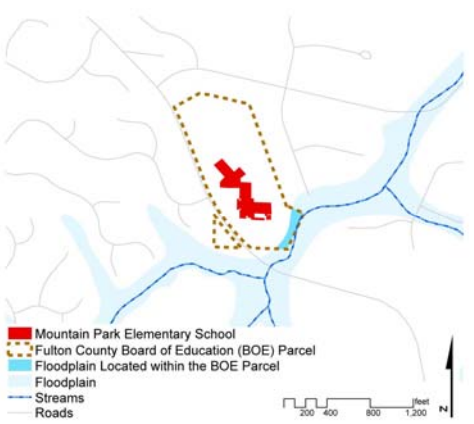 Mountain Park Elementary School
Fulton County Board of Education (BOE) Parcel
Floodplain Located within the BOE Parcel
Floodplain
Streams
Roads
feet
200 400 800 1,200
N